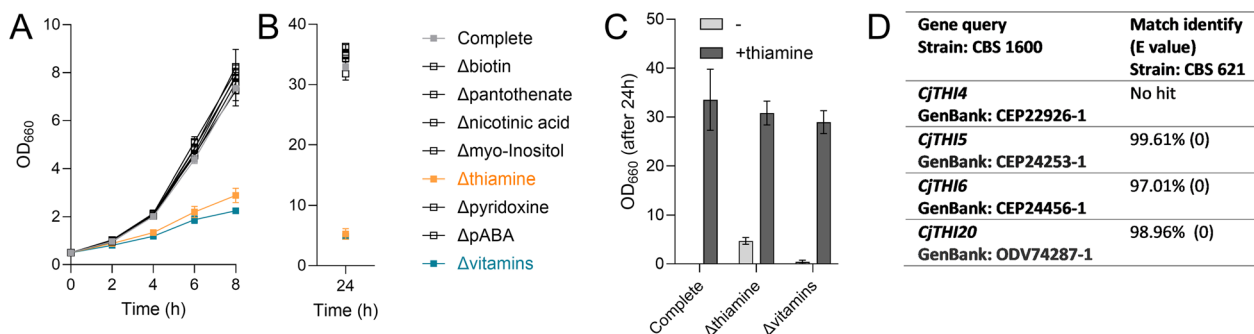 A
OD660
10
8
6
4
2
0
0 2 4 6 8
Time (h)
B
40
30
20
10
0
24
Time (h)
Complete
Δbiotin
Δpantothenate
Δnicotinic acid
Δmyo-Inositol
Δthiamine
Δpyridoxine
ΔpABA
Δvitamins
C
OD660 (after 24h)
50
40
30
20
10
0
-
+thiamine
Complete
Δthiamine
Δvitamins
D
Gene query
Strain: CBS 1600
Match identify
(E value)
Strain: CBS 621
CjTHI4
GenBank: CEP22926-1
No hit
CjTHI5
GenBank: CEP24253-1
99.61% (0)
CjTHI6
GenBank: CEP24456-1
97.01% (0)
CjTHI20
GenBank: ODV74287-1
98.96% (0)